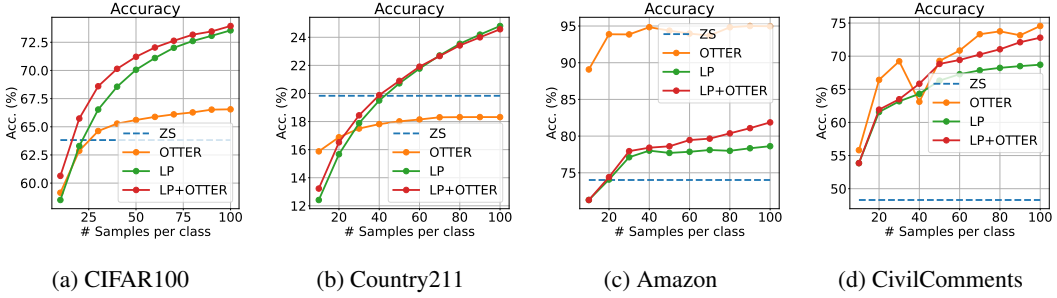 Accuracy
Acc. (%)
72.5
70.0
67.5
65.0
62.5
60.0
ZS
OTTER
LP
LP+OTTER
25 50 75 100
# Samples per class
(a) CIFAR100
Accuracy
Acc. (%)
24
22
20
18
16
14
12
ZS
OTTER
LP
LP+OTTER
20 40 60 80 100
# Samples per class
(b) Country211
Accuracy
Acc. (%)
95
90
85
80
75
ZS
OTTER
LP
LP+OTTER
20 40 60 80 100
# Samples per class
(c) Amazon
Accuracy
Acc. (%)
75
70
65
60
55
50
ZS
OTTER
LP
LP+OTTER
20 40 60 80 100
# Samples per class
(d) CivilComments